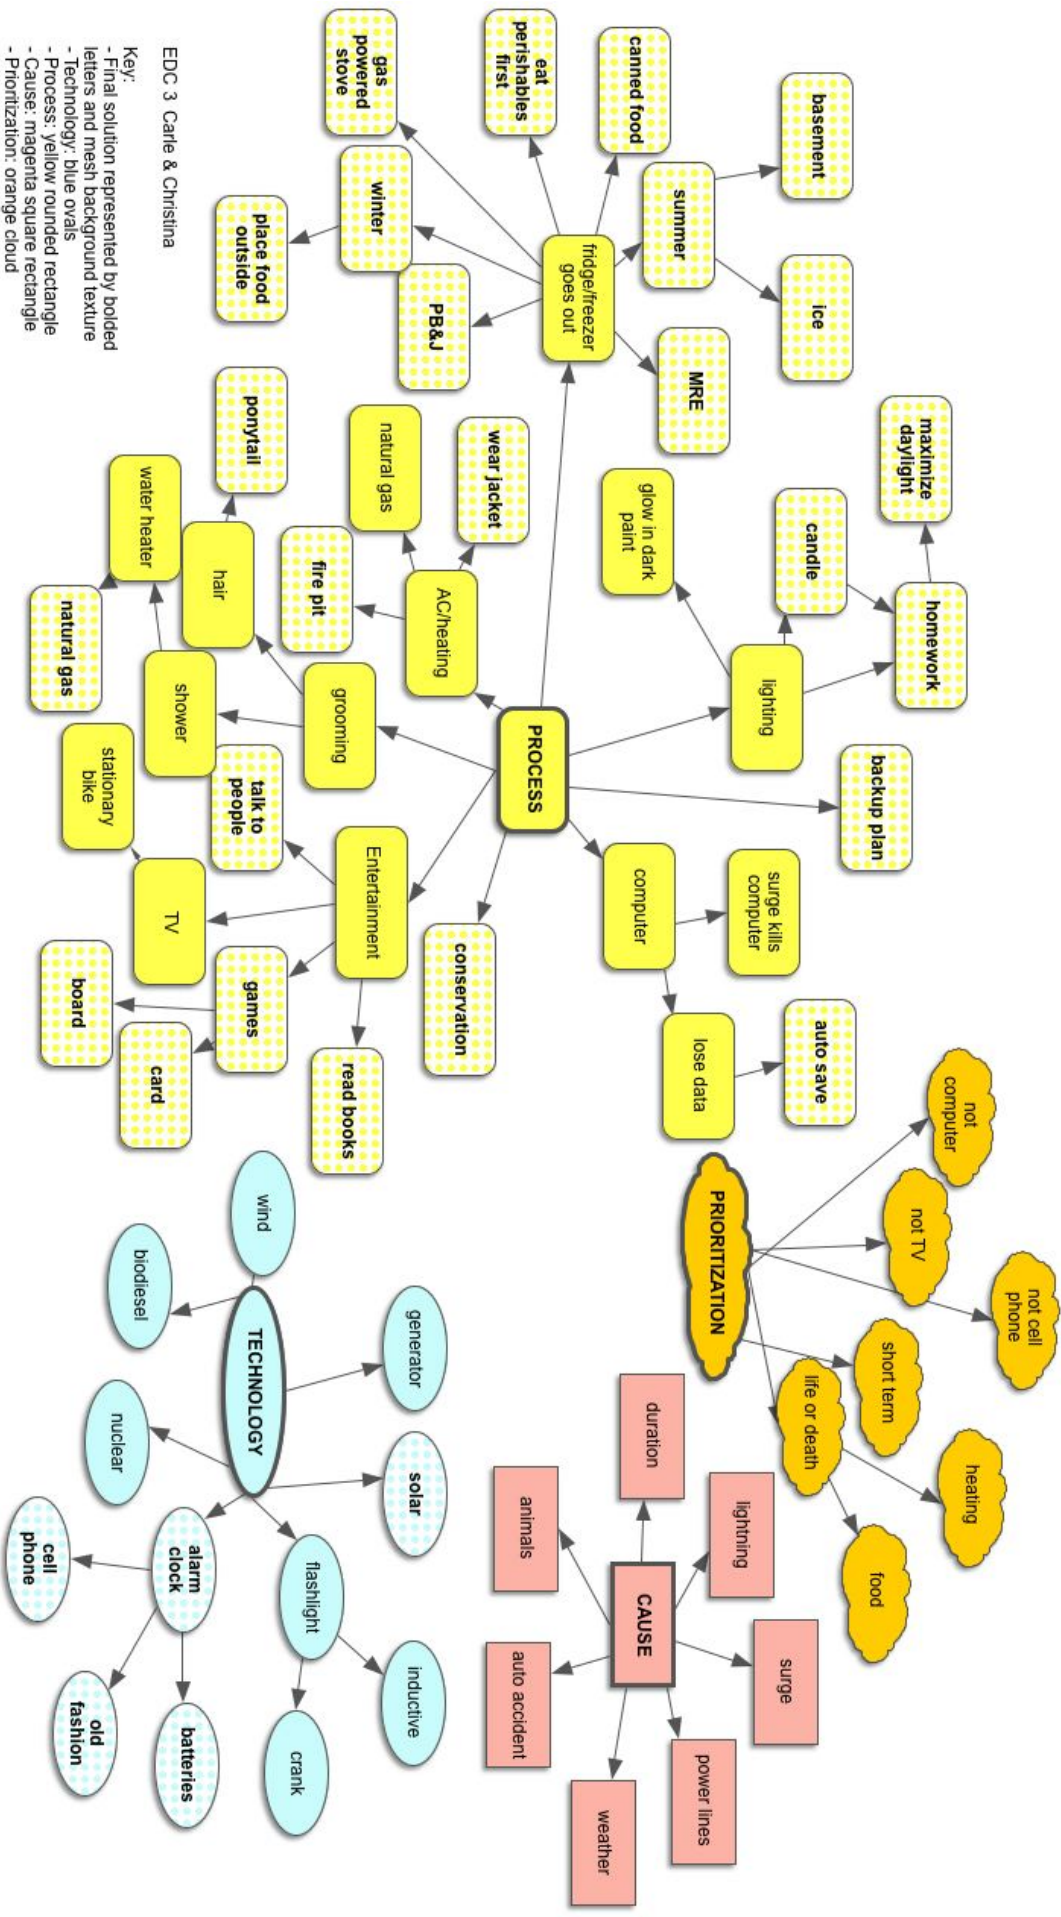 basement
ice
maximize
daylight
homework
backup plan
canned food
summer
MRE
candle
surge kills
computer
auto save
eat
perishables
first
fridge/freezer
goes out
glow in dark
paint
lighting
computer
lose data
gas
powered
stove
winter
PB&J
natural gas
wear jacket
AC/heating
PROCESS
conservation
place food
outside
ponytail
fire pit
hair
grooming
Entertainment
read books
water heater
natural gas
shower
talk to
people
stationary
bike
TV
games
board
card
not
computer
not TV
not cell
phone
PRIORITIZATION
short term
life or death
heating
food
duration
lightning
surge
animals
CAUSE
auto accident
power lines
weather
wind
biodiesel
generator
TECHNOLOGY
nuclear
solar
alarm
clock
flashlight
inductive
cell
phone
old
fashion
batteries
crank
EDC 3 Carle & Christina
Key:
- Final solution represented by bolded
letters and mesh background texture
- Technology: blue ovals
- Process: yellow rounded rectangle
- Cause: magenta square rectangle
- Prioritization: orange cloud